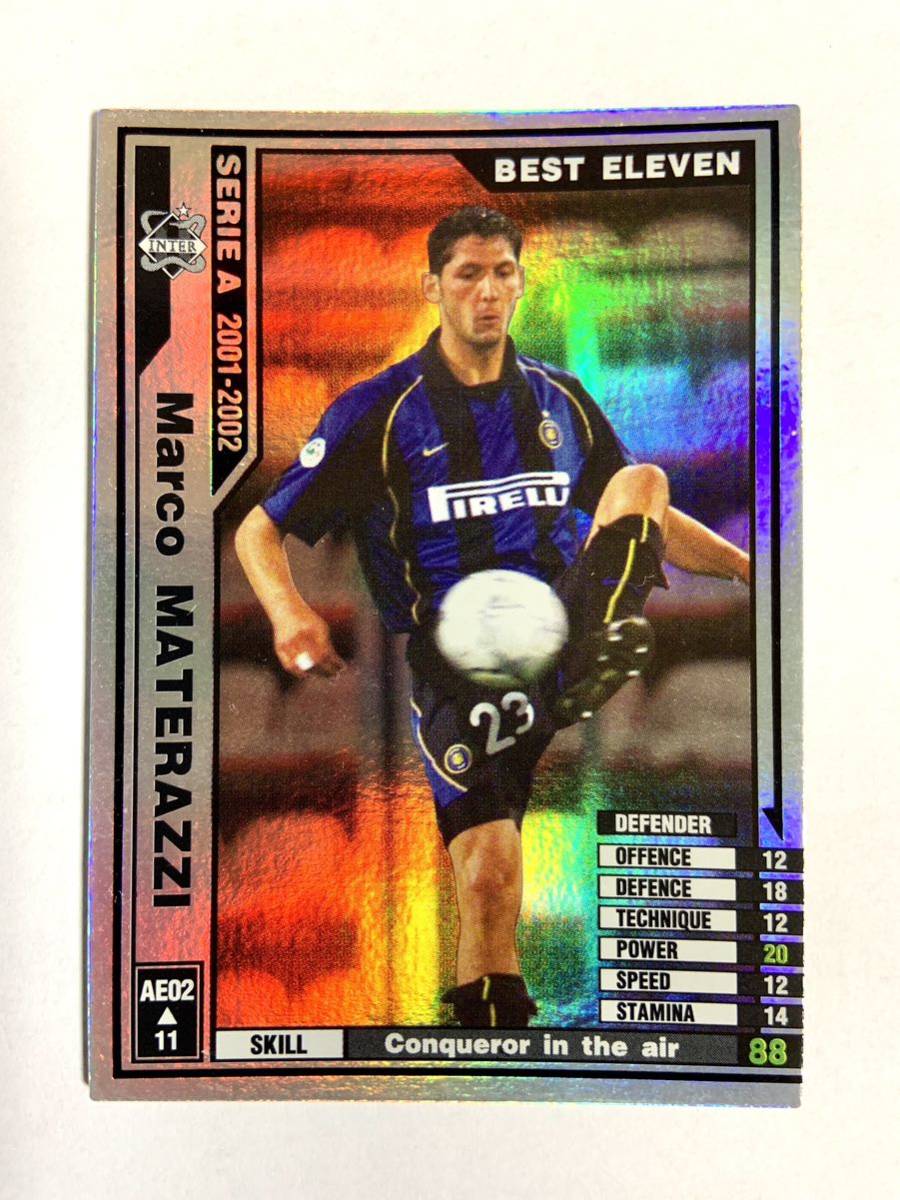 BEST ELEVEN
SERIE A 2001-2002
INTER
Marco MATERAZZI
PIRELLI
23
DEFENDER
OFFENCE 12
DEFENCE 18
TECHNIQUE 12
POWER 20
SPEED 12
STAMINA 14
AE02
▲
11
SKILL Conqueror in the air 88